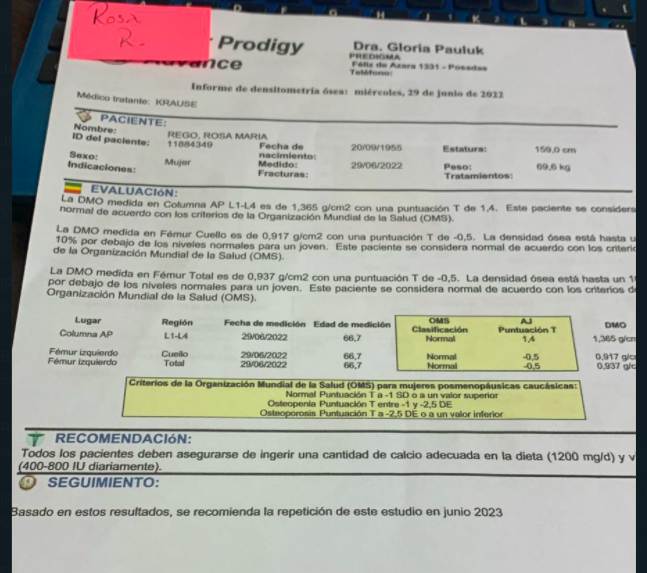 Rosa
R.
Prodigy
Advance
Dra. Gloria Pauluk
PREDIGMA
Féliz de Azara 1331 - Posadas
Teléfono:
Informe de densitometría ósea: miércoles, 29 de junio de 2022
Médico tratante: KRAUSE
PACIENTE:
Nombre: REGO, ROSA MARIA
ID del paciente: 11884349 Fecha de nacimiento: 20/09/1955 Estatura: 159,0 cm
Sexo: Mujer Medido: 29/06/2022 Peso: 69,6 kg
Indicaciones: Fracturas: Tratamientos:
EVALUACIóN:
La DMO medida en Columna AP L1-L4 es de 1,365 g/cm2 con una puntuación T de 1,4. Este paciente se considera
normal de acuerdo con los criterios de la Organización Mundial de la Salud (OMS).
La DMO medida en Fémur Cuello es de 0,917 g/cm2 con una puntuación T de -0,5. La densidad ósea está hasta
10% por debajo de los niveles normales para un joven. Este paciente se considera normal de acuerdo con los
de la Organización Mundial de la Salud (OMS).
La DMO medida en Fémur Total es de 0,937 g/cm2 con una puntuación T de -0,5. La densidad ósea está hasta un
por debajo de los niveles normales para un joven. Este paciente se considera normal de acuerdo con los criterios
Organización Mundial de la Salud (OMS).
Lugar Región Fecha de medición Edad de medición OMS Clasificación AJ Puntuación T DMO
Columna AP L1-L4 29/06/2022 66,7 Normal 1,4 1,365
Fémur izquierdo Cuello 29/06/2022 66,7 Normal -0,5 0,917
Fémur izquierdo Total 29/06/2022 66,7 Normal -0,5 0,937
Criterios de la Organización Mundial de la Salud (OMS) para mujeres posmenopáusicas caucásicas:
Normal Puntuación T a -1 SD o a un valor superior
Osteopenia Puntuación T entre -1 y -2,5 DE
Osteoporosis Puntuación T a -2,5 DE o a un valor inferior
RECOMENDACIóN:
Todos los pacientes deben asegurarse de ingerir una cantidad de calcio adecuada en la dieta (1200 mg/d) y
(400-800 IU diariamente).
SEGUIMIENTO:
Basado en estos resultados, se recomienda la repetición de este estudio en junio 2023